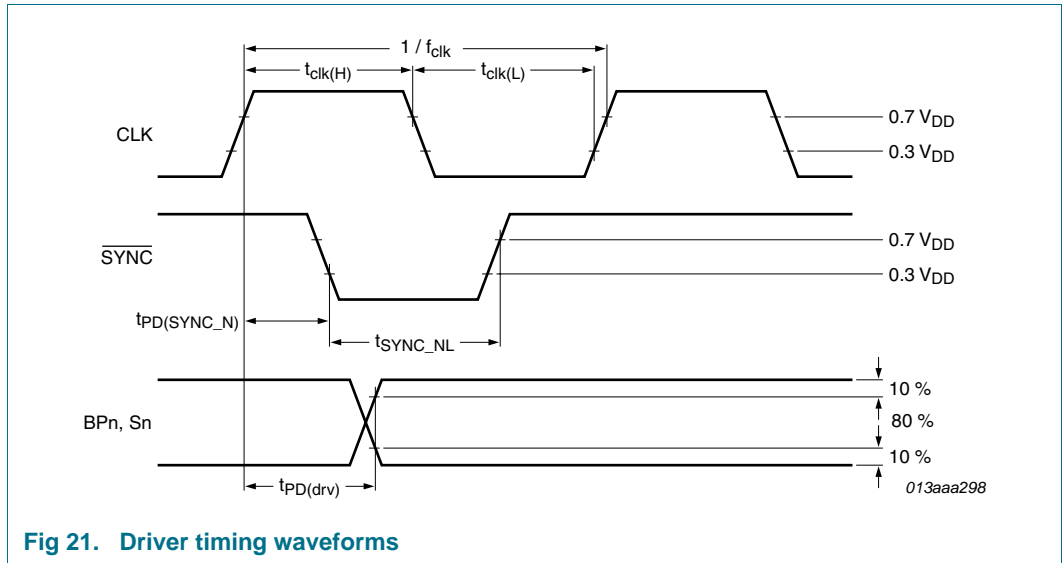 1 / fclk
tclk(H)
tclk(L)
CLK
0.7 VDD
0.3 VDD
SYNC
0.7 VDD
0.3 VDD
tPD(SYNC_N)
tSYNC_NL
BPn, Sn
10 %
80 %
10 %
tPD(drv)
013aaa298
Fig 21. Driver timing waveforms